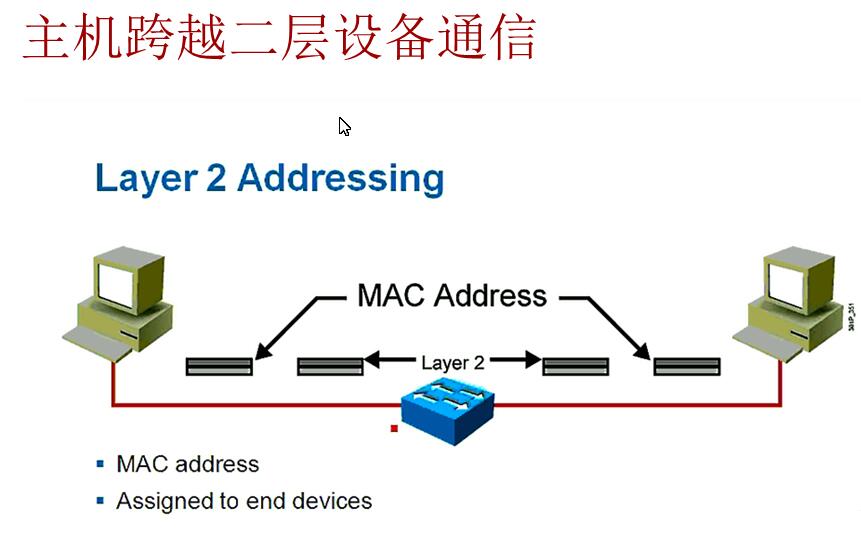 主机跨越二层设备通信
Layer 2 Addressing
MAC Address
Layer 2
MAC address
Assigned to end devices